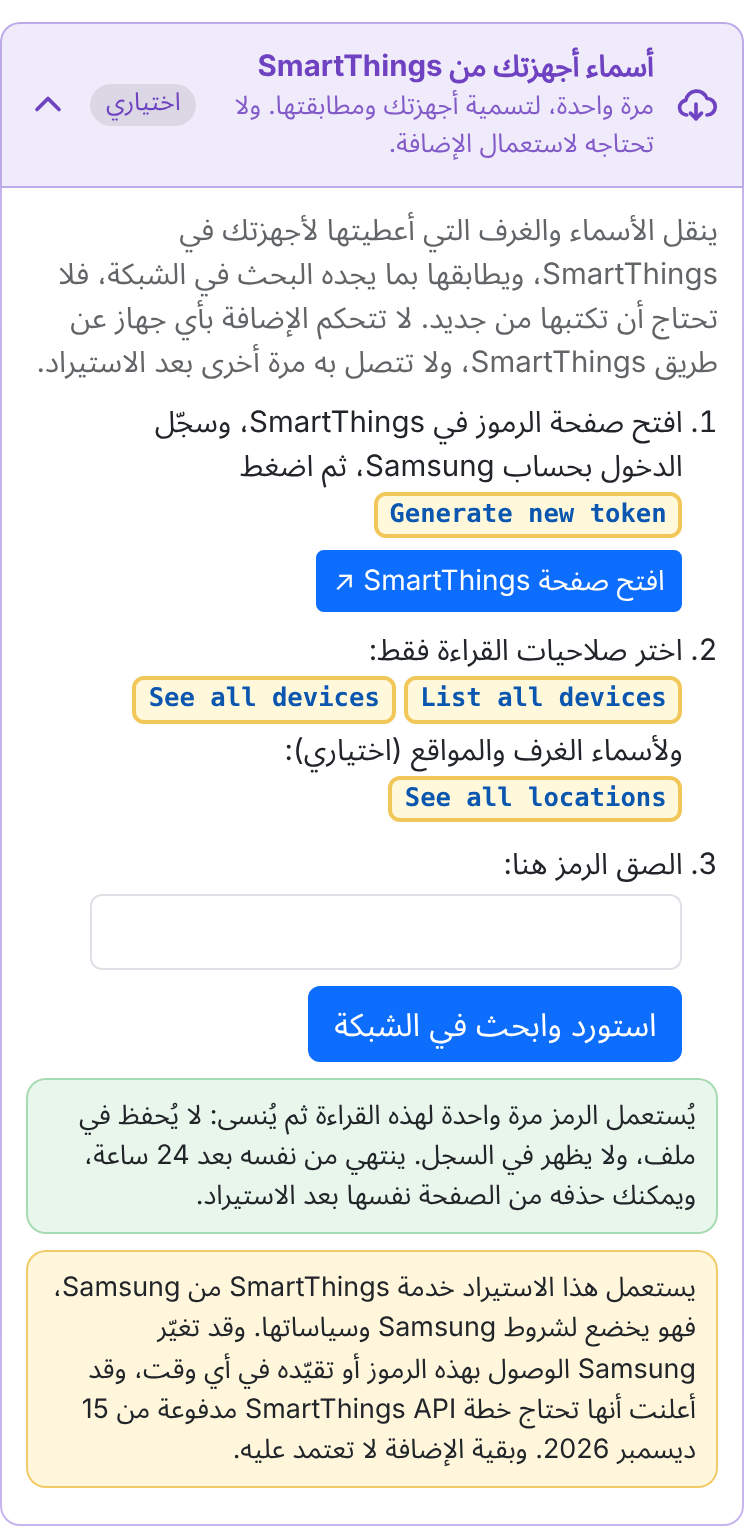 أسماء أجهزتك من SmartThings
مرة واحدة، لتسمية أجهزتك ومطابقتها. ولا
تحتاجه لاستعمال الإضافة.
اختياري
ينقل الأسماء والغرف التي أعطيتها لأجهزتك في
SmartThings، ويطابقها بما يجده البحث في الشبكة، فلا
تحتاج أن تكتبها من جديد. لا تتحكم الإضافة بأي جهاز عن
طريق SmartThings، ولا تتصل به مرة أخرى بعد الاستيراد.
1. افتح صفحة الرموز في SmartThings، وسجّل
الدخول بحساب Samsung، ثم اضغط
Generate new token
افتح صفحة SmartThings ↗
2. اختر صلاحيات القراءة فقط:
List all devices See all devices
ولأسماء الغرف والمواقع (اختياري):
See all locations
3. الصق الرمز هنا:
استورد وابحث في الشبكة
يُستعمل الرمز مرة واحدة لهذه القراءة ثم يُنسى: لا يُحفظ في
ملف، ولا يظهر في السجل. ينتهي من نفسه بعد 24 ساعة،
ويمكنك حذفه من الصفحة نفسها بعد الاستيراد.
يستعمل هذا الاستيراد خدمة SmartThings من Samsung،
فهو يخضع لشروط Samsung وسياساتها. وقد تغيّر
Samsung الوصول بهذه الرموز أو تقيّده في أي وقت، وقد
أعلنت أنها تحتاج خطة SmartThings API مدفوعة من 15
ديسمبر 2026. وبقية الإضافة لا تعتمد عليه.